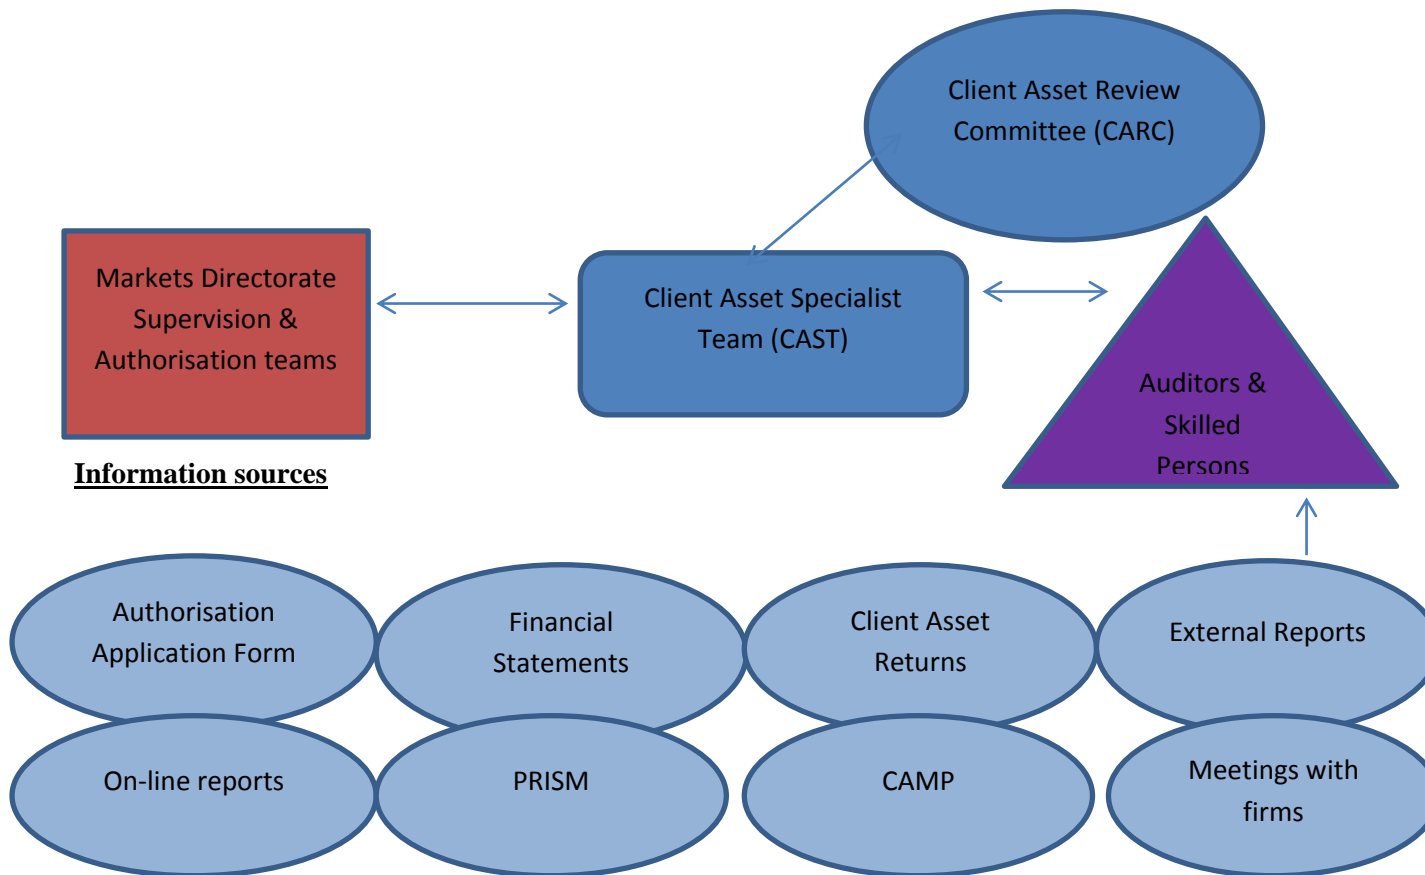 Client Asset Review
Committee (CARC)
Markets Directorate
Supervision &
Authorisation teams
Client Asset Specialist
Team (CAST)
Auditors &
Skilled
Persons
Information sources
Authorisation
Application Form
Financial
Statements
Client Asset
Returns
External Reports
On-line reports
PRISM
CAMP
Meetings with
firms